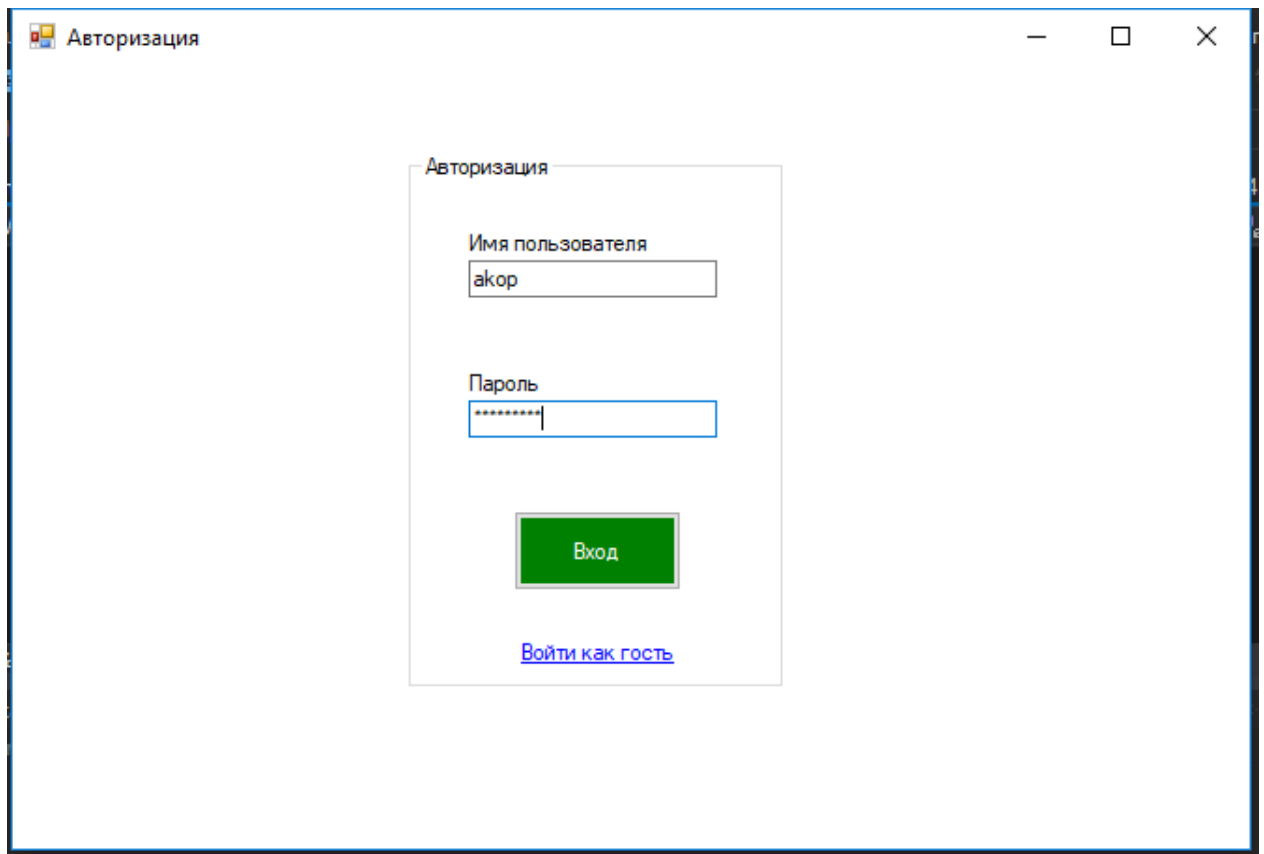 Авторизация
Авторизация
Имя пользователя
akop
Пароль
*********
Вход
Войти как гость